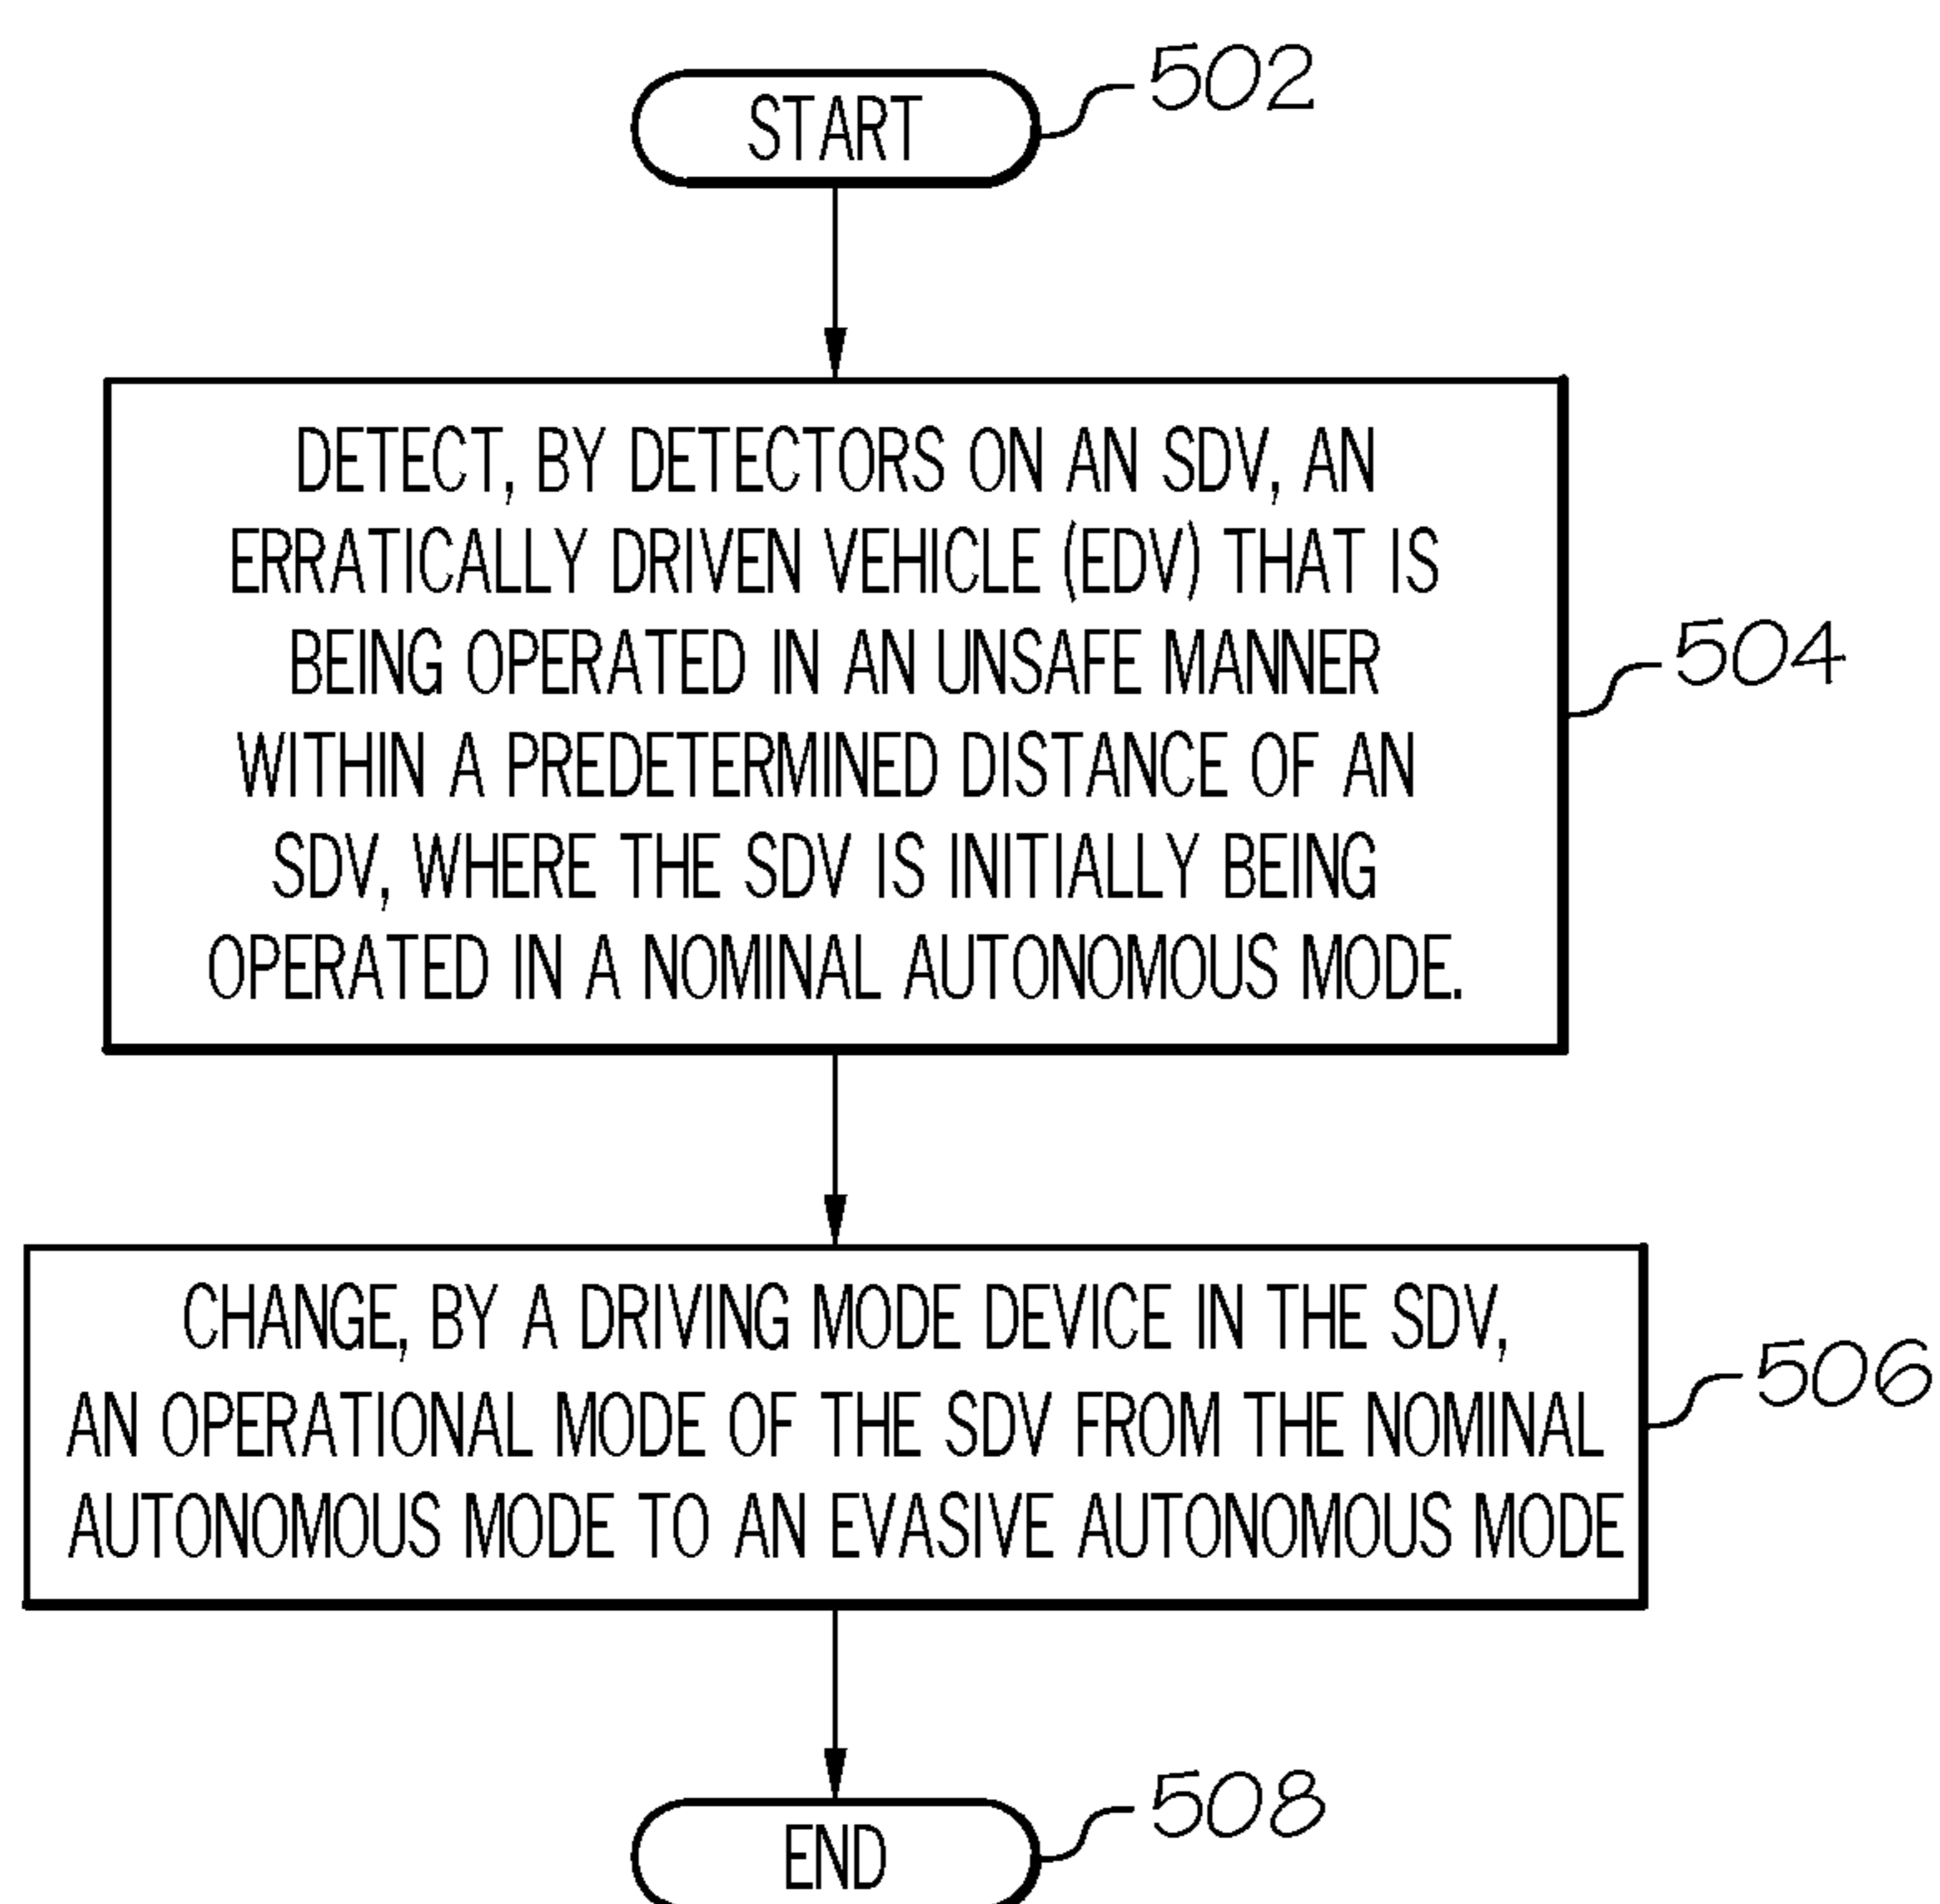 START
502
DETECT, BY DETECTORS ON AN SDV, AN
ERRATICALLY DRIVEN VEHICLE (EDV) THAT IS
BEING OPERATED IN AN UNSAFE MANNER
WITHIN A PREDETERMINED DISTANCE OF AN
SDV, WHERE THE SDV IS INITIALLY BEING
OPERATED IN A NOMINAL AUTONOMOUS MODE.
504
CHANGE, BY A DRIVING MODE DEVICE IN THE SDV,
AN OPERATIONAL MODE OF THE SDV FROM THE NOMINAL
AUTONOMOUS MODE TO AN EVASIVE AUTONOMOUS MODE
506
END
508